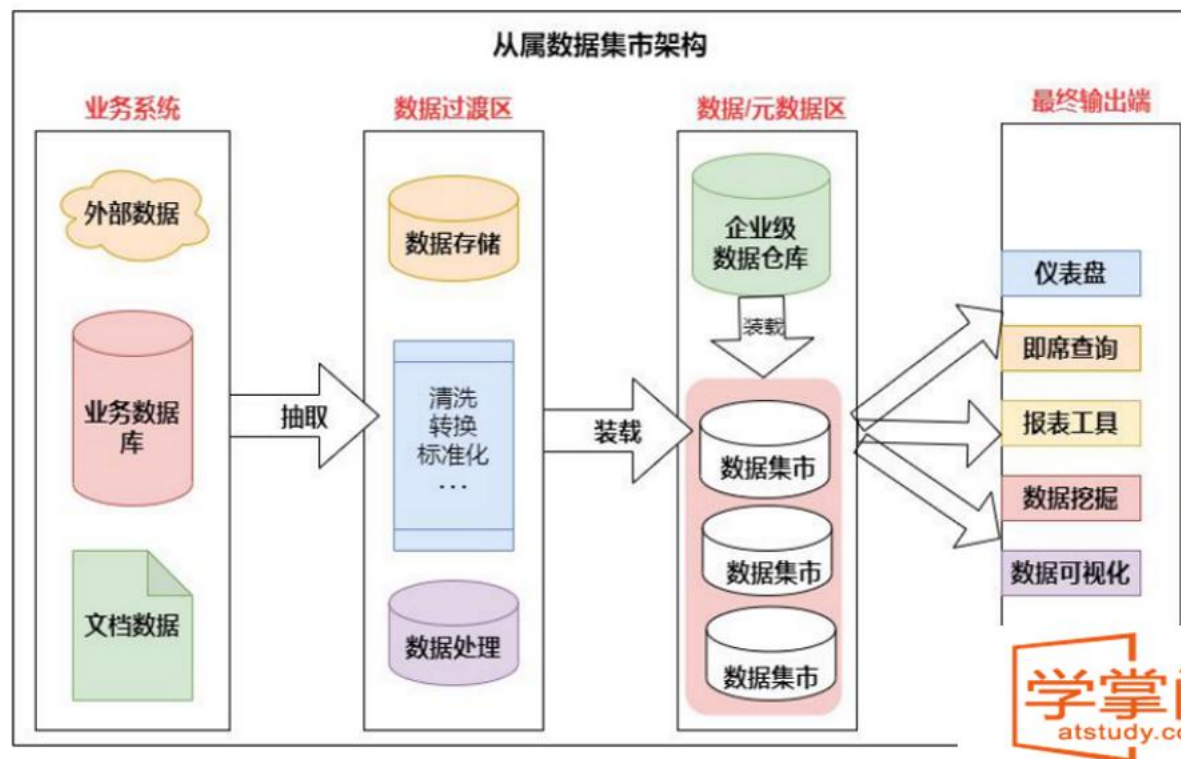 从属数据集市架构
业务系统
外部数据
业务数据
库
文档数据
抽取
数据过渡区
数据存储
清洗
转换
标准化
...
数据处理
装载
数据/元数据区
企业级
数据仓库
装载
数据集市
数据集市
数据集市
最终输出端
仪表盘
即席查询
报表工具
数据挖掘
数据可视化
学掌
atstudy.co